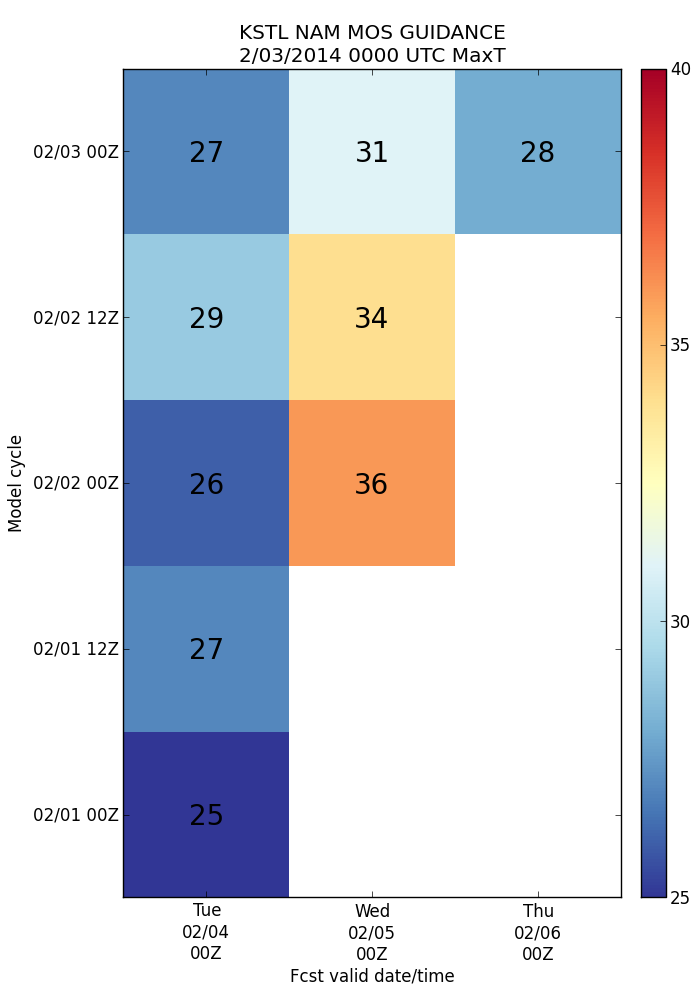 KSTL NAM MOS GUIDANCE
2/03/2014 0000 UTC MaxT
40
02/03 00Z
27
31
28
02/02 12Z
29
34
35
02/02 00Z
26
36
Model cycle
02/01 12Z
27
30
02/01 00Z
25
25
Tue
02/04
00Z
Wed
02/05
00Z
Thu
02/06
00Z
Fcst valid date/time